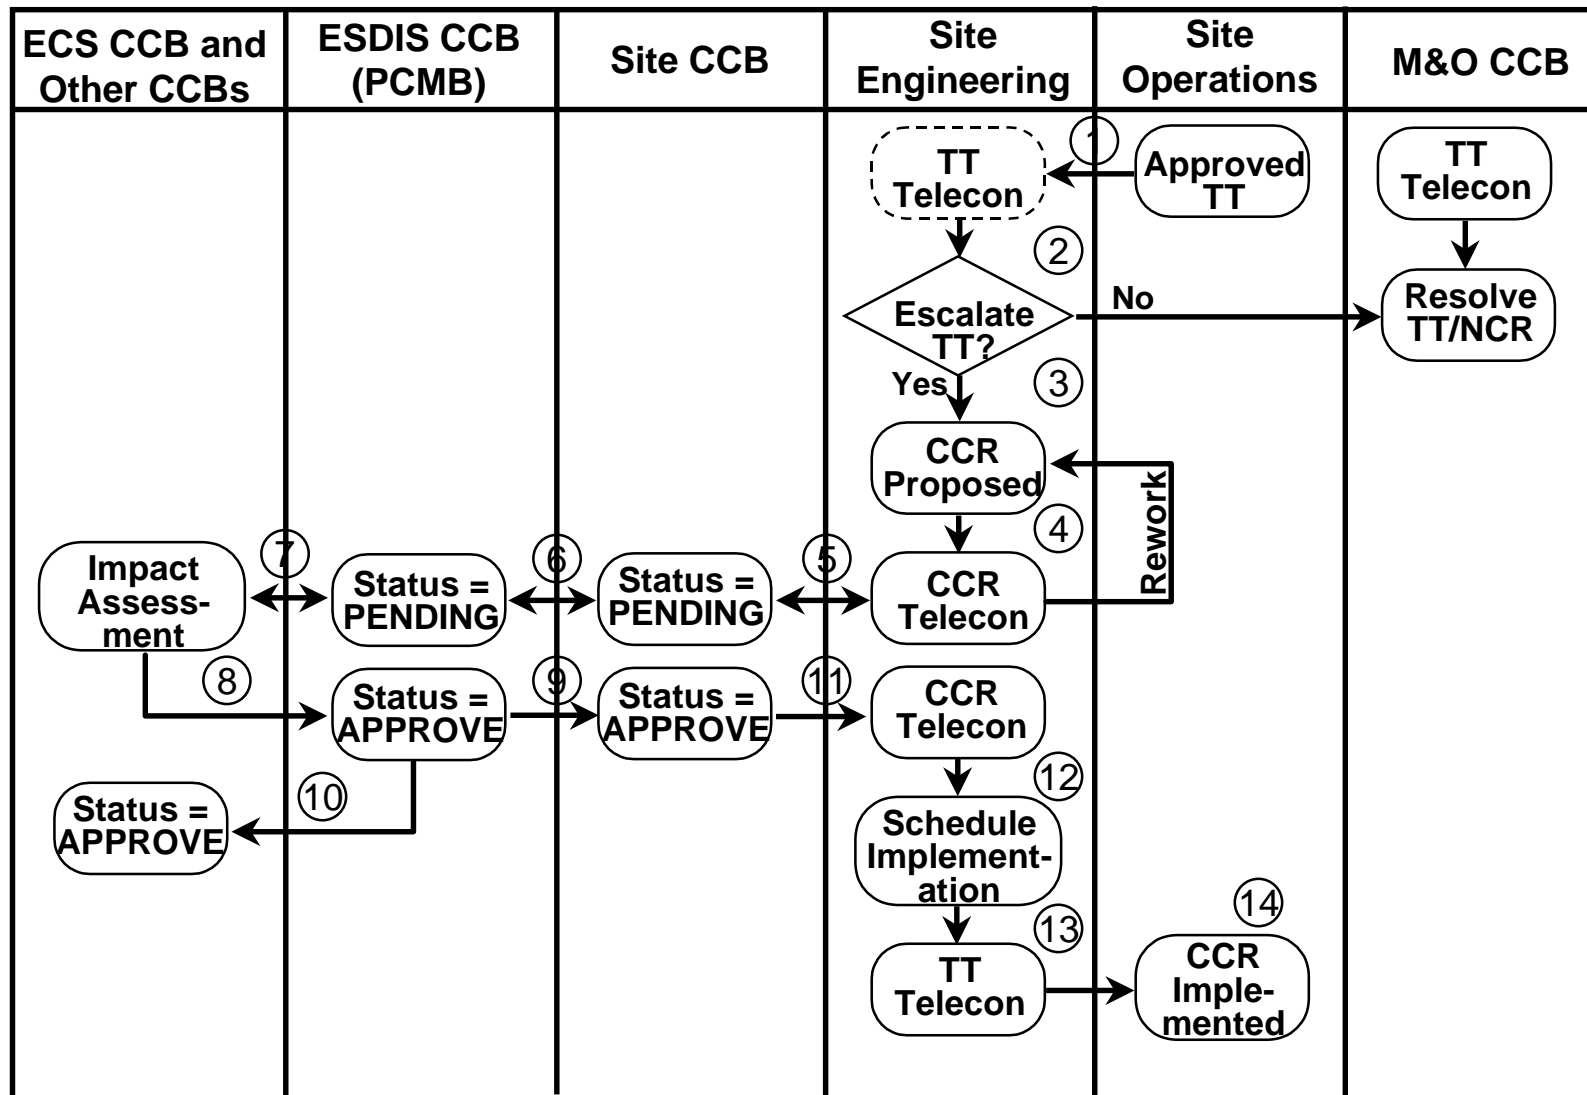 ECS CCB and
Other CCBs
ESDIS CCB
(PCMB)
Site CCB
Site
Engineering
Site
Operations
M&O CCB
TT
Telecon
1
Approved
TT
TT
Telecon
2
Escalate
TT?
No
Resolve
TT/NCR
Yes
3
CCR
Proposed
4
Rework
Impact
Assess-
ment
7
Status =
PENDING
6
Status =
PENDING
5
CCR
Telecon
8
Status =
APPROVE
9
Status =
APPROVE
11
CCR
Telecon
10
Status =
APPROVE
12
Schedule
Implement-
ation
13
14
TT
Telecon
CCR
Imple-
mented